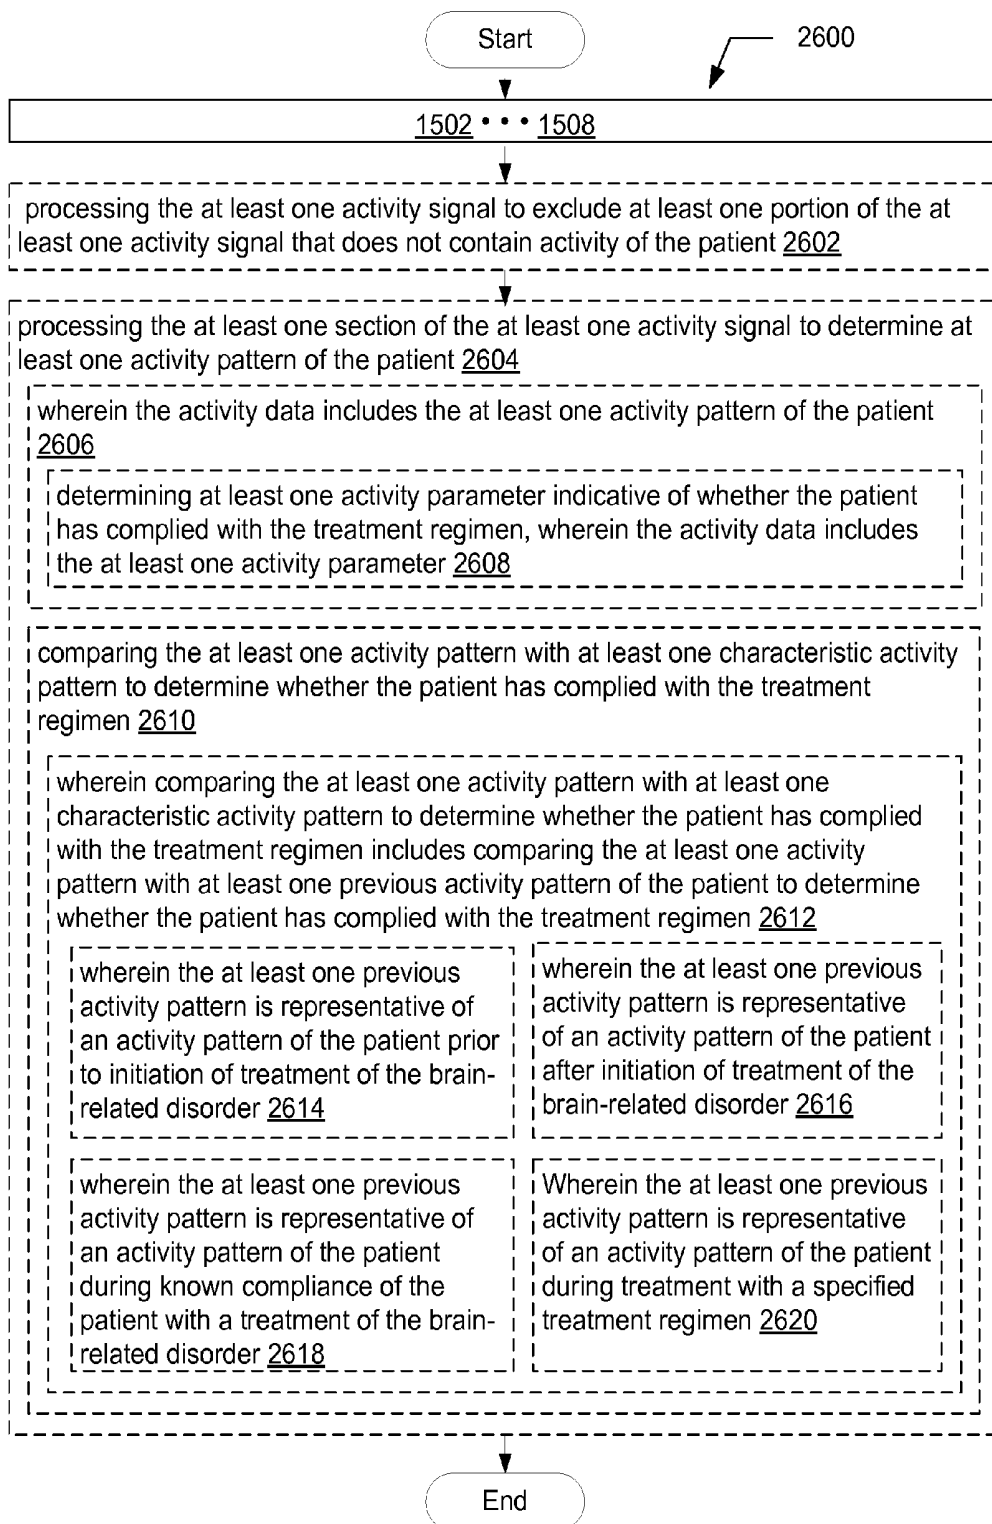 Start
2600
1502 • • • 1508
processing the at least one activity signal to exclude at least one portion of the at
least one activity signal that does not contain activity of the patient 2602
processing the at least one section of the at least one activity signal to determine at
least one activity pattern of the patient 2604
wherein the activity data includes the at least one activity pattern of the patient
2606
determining at least one activity parameter indicative of whether the patient
has complied with the treatment regimen, wherein the activity data includes
the at least one activity parameter 2608
comparing the at least one activity pattern with at least one characteristic activity
pattern to determine whether the patient has complied with the treatment
regimen 2610
wherein comparing the at least one activity pattern with at least one
characteristic activity pattern to determine whether the patient has complied
with the treatment regimen includes comparing the at least one activity
pattern with at least one previous activity pattern of the patient to determine
whether the patient has complied with the treatment regimen 2612
wherein the at least one previous
activity pattern is representative of
an activity pattern of the patient prior
to initiation of treatment of the brain-
related disorder 2614
wherein the at least one previous
activity pattern is representative
of an activity pattern of the patient
after initiation of treatment of the
brain-related disorder 2616
wherein the at least one previous
activity pattern is representative of
an activity pattern of the patient
during known compliance of the
patient with a treatment of the brain-
related disorder 2618
Wherein the at least one previous
activity pattern is representative
of an activity pattern of the patient
during treatment with a specified
treatment regimen 2620
End